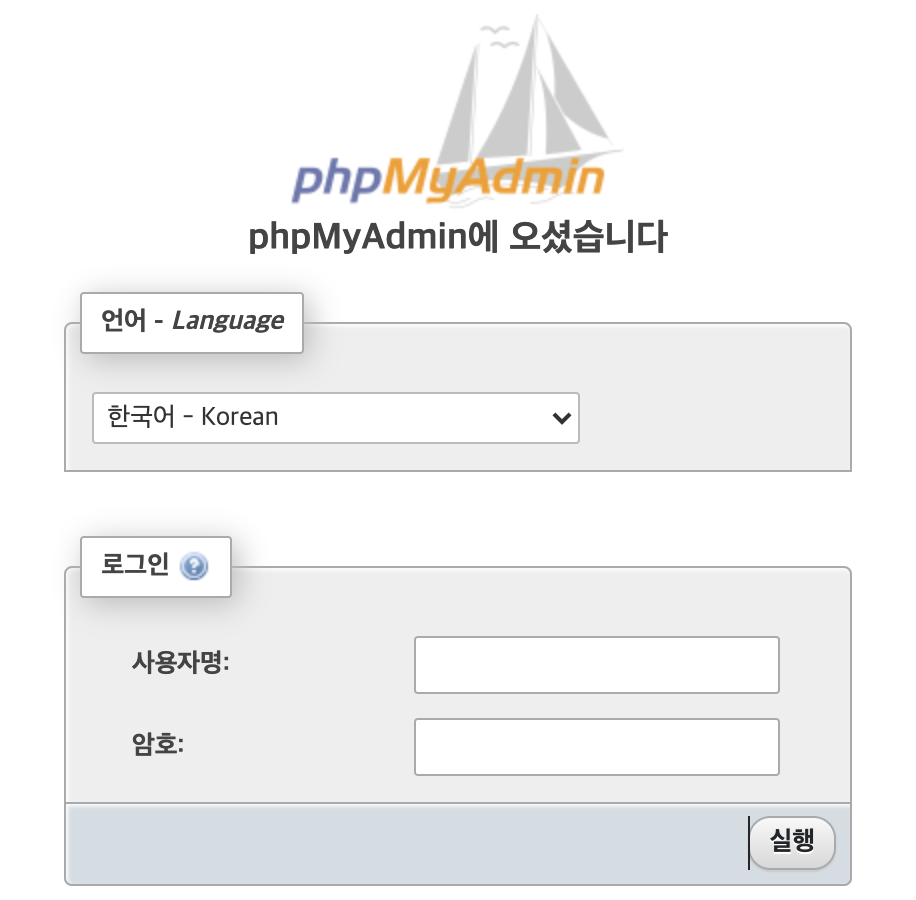 phpMyAdmin
phpMyAdmin에 오셨습니다
언어 - Language
한국어 - Korean
로그인
사용자명:
암호:
실행